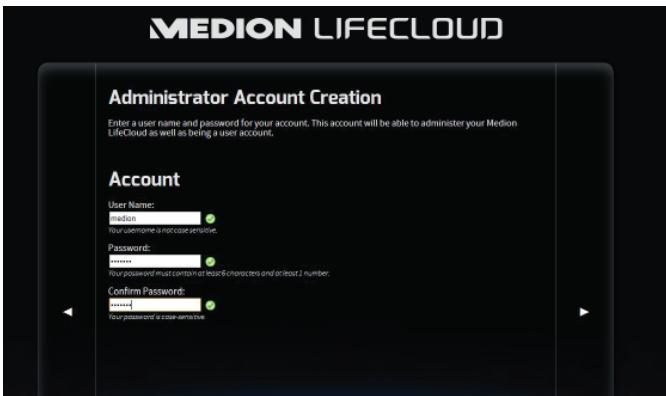 MEDION LIFECLOUD
Administrator Account Creation
Enter a user name and password for your account. This account will be able to administer your Medion
LifeCloud as well as being a user account.
Account
User Name:
medion
Your username is not case sensitive.
Password:
•••••••
Your password must contain at least 6 characters and at least 1 number.
Confirm Password:
•••••••
Your password is case-sensitive.